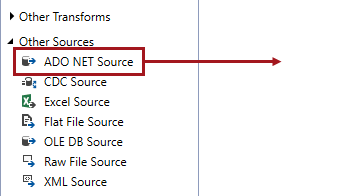 Other Transforms
Other Sources
ADO NET Source
CDC Source
Excel Source
Flat File Source
OLE DB Source
Raw File Source
XML Source